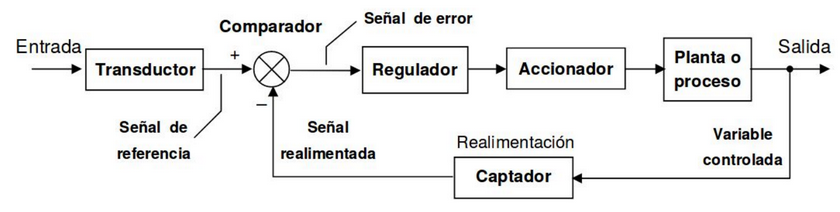 Comparador
Señal de error
Entrada
Transductor
+
−
Regulador
Accionador
Planta o
proceso
Salida
Señal de
referencia
Señal
realimentada
Realimentación
Captador
Variable
controlada